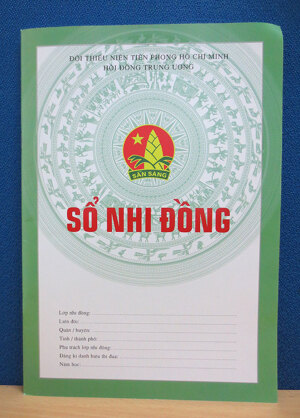 ĐỘI THIẾU NIÊN TIỀN PHONG HỒ CHÍ MINH
HỘI ĐỒNG TRUNG ƯƠNG
SẴN SÀNG
SỔ NHI ĐỒNG
Lớp nhi đồng:
Liên đội:
Quận / huyện:
Tỉnh / thành phố:
Phụ trách lớp nhi đồng:
Đăng kí danh hiệu thi đua:
Năm học: